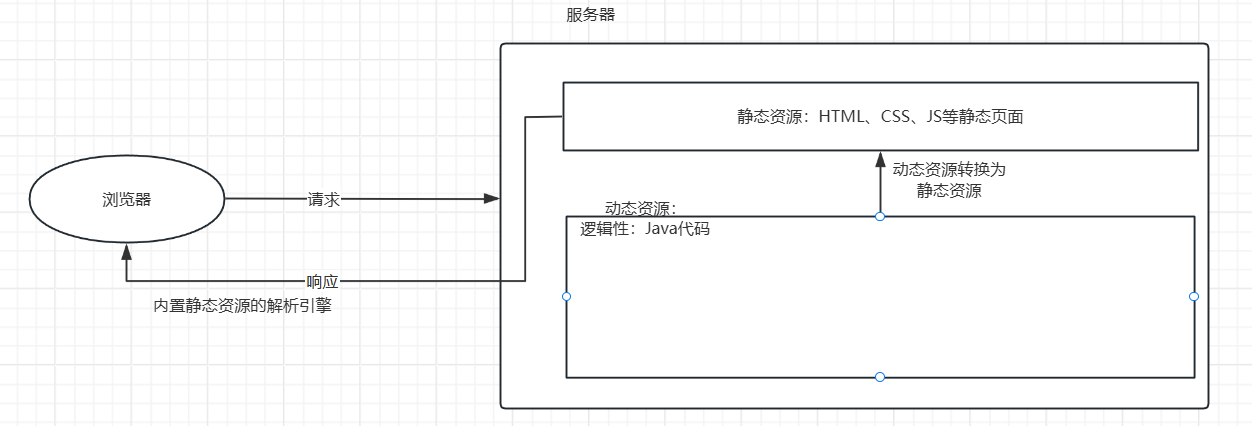 服务器
静态资源：HTML、CSS、JS等静态页面
动态资源转换为
静态资源
浏览器
请求
动态资源：
逻辑性：Java代码
响应
内置静态资源的解析引擎